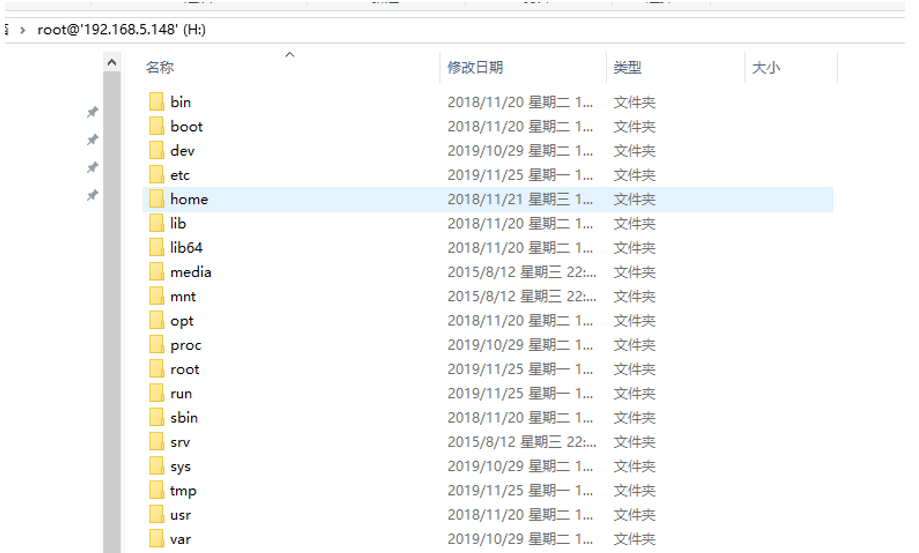 root@'192.168.5.148' (H:)
名称 修改日期 类型 大小
bin 2018/11/20 星期二 1... 文件夹
boot 2018/11/20 星期二 1... 文件夹
dev 2019/10/29 星期二 1... 文件夹
etc 2019/11/25 星期一 1... 文件夹
home 2018/11/21 星期三 1... 文件夹
lib 2018/11/20 星期二 1... 文件夹
lib64 2018/11/20 星期二 1... 文件夹
media 2015/8/12 星期三 22:... 文件夹
mnt 2015/8/12 星期三 22:... 文件夹
opt 2018/11/20 星期二 1... 文件夹
proc 2019/10/29 星期二 1... 文件夹
root 2019/11/25 星期一 1... 文件夹
run 2019/11/25 星期一 1... 文件夹
sbin 2018/11/20 星期二 1... 文件夹
srv 2015/8/12 星期三 22:... 文件夹
sys 2019/10/29 星期二 1... 文件夹
tmp 2019/11/25 星期一 1... 文件夹
usr 2018/11/20 星期二 1... 文件夹
var 2019/10/29 星期二 1... 文件夹